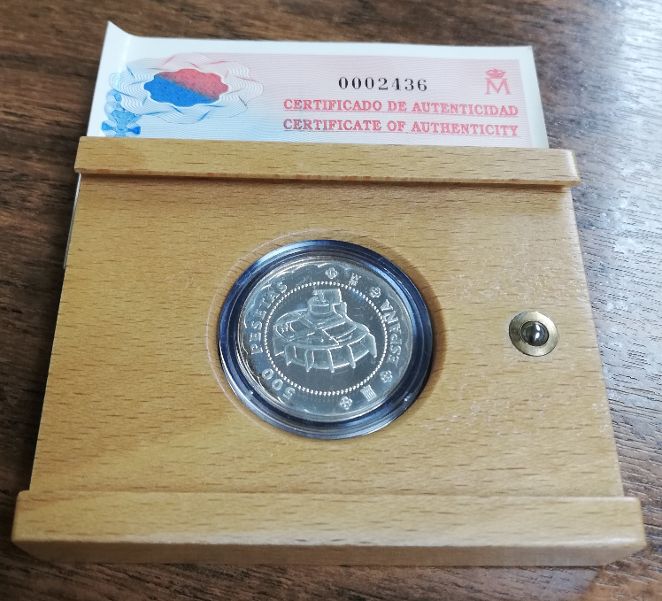 0002436
M
CERTIFICADO DE AUTENTICIDAD
CERTIFICATE OF AUTHENTICITY
500 PESETAS
ESPAÑA